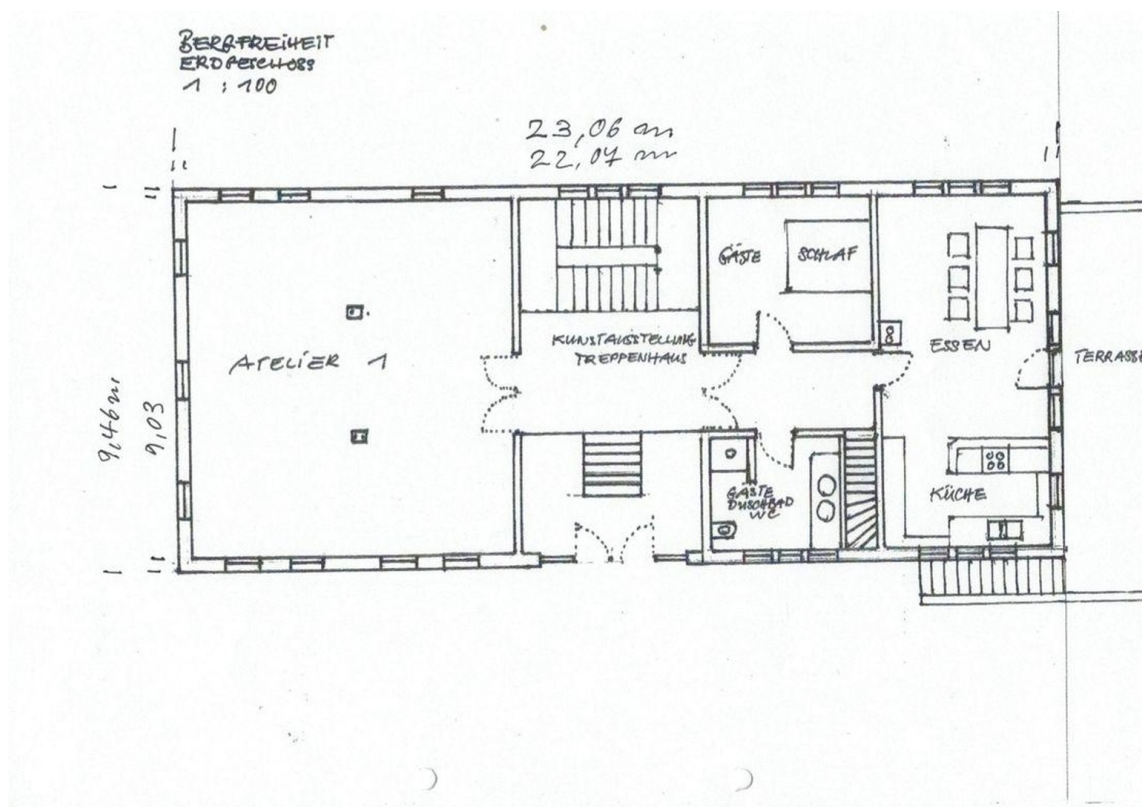 BERGFREIHEIT
ERDGESCHOSS
1 : 100
23,06 m
22,07 m
9,46 m
9,03
ATELIER 1
KUNSTAUSSTELLUNG
TREPPENHAUS
GÄSTE
SCHLAF
ESSEN
TERRASSE
GÄSTE
DUSCHBAD
WC
KÜCHE